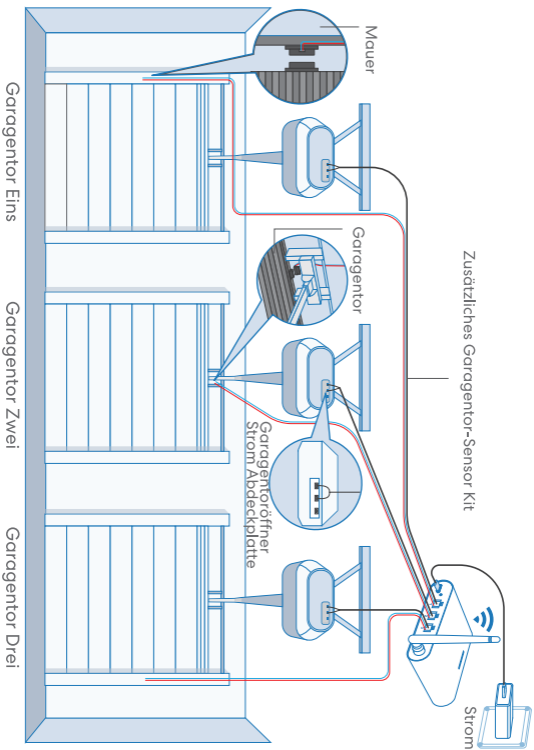 Zusätzliches Garagentor-Sensor Kit
Strom
Mauer
Garagentor
Garagentoröffner
Strom Abdeckplatte
Garagentor Eins
Garagentor Zwei
Garagentor Drei